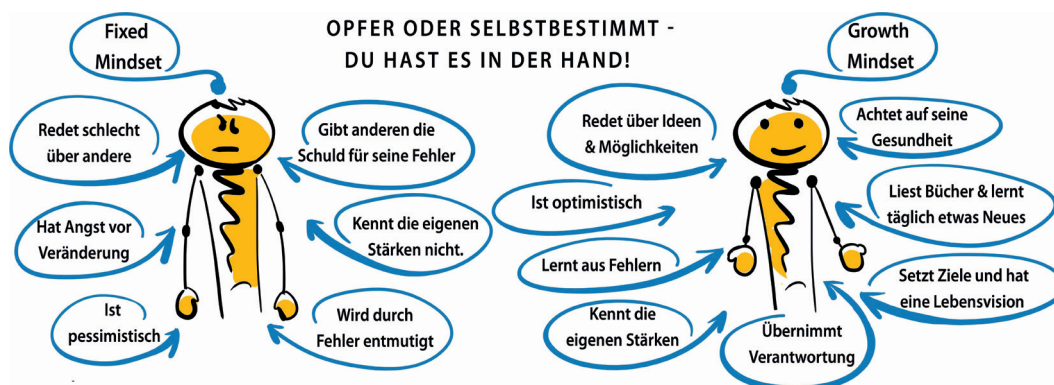 OPFER ODER SELBSTBESTIMMT -
DU HAST ES IN DER HAND!
Fixed
Mindset
Redet schlecht
über andere
Gibt anderen die
Schuld für seine Fehler
Hat Angst vor
Veränderung
Kennt die eigenen
Stärken nicht.
Ist
pessimistisch
Wird durch
Fehler entmutigt
Growth
Mindset
Redet über Ideen
& Möglichkeiten
Achtet auf seine
Gesundheit
Ist optimistisch
Liest Bücher & lernt
täglich etwas Neues
Lernt aus Fehlern
Setzt Ziele und hat
eine Lebensvision
Kennt die
eigenen Stärken
Übernimmt
Verantwortung